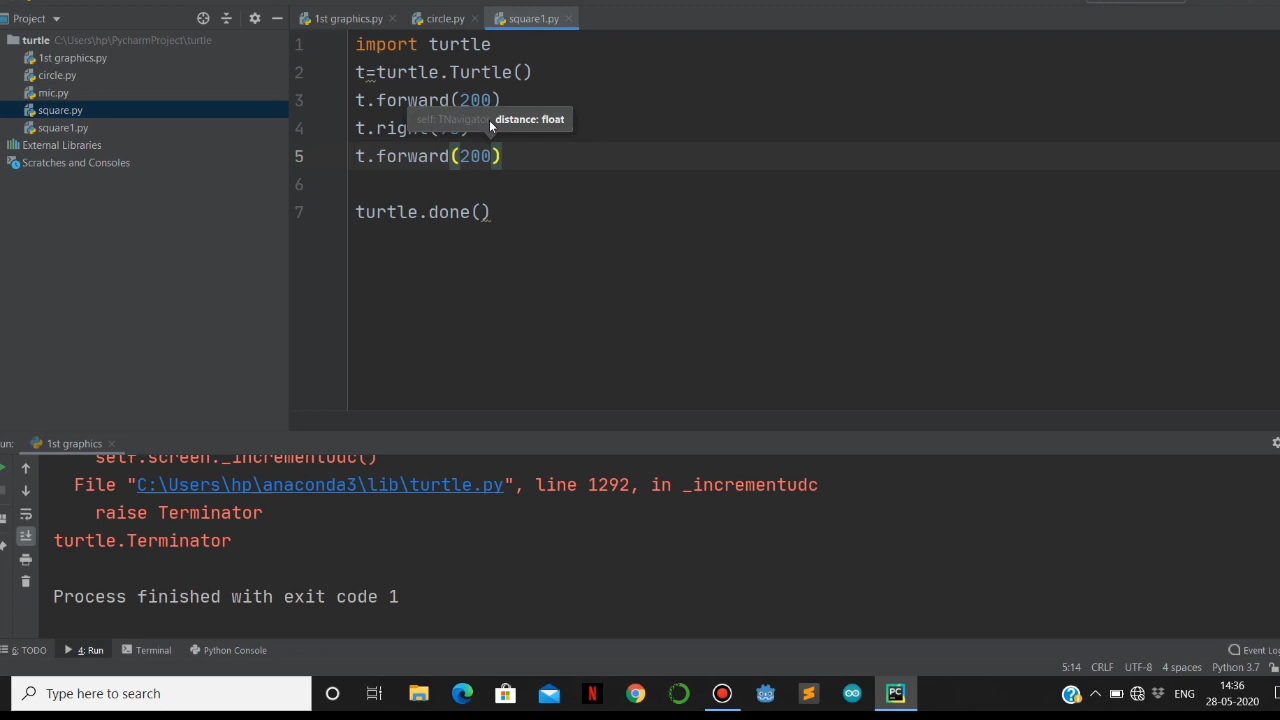 Project
1st graphics.py
circle.py
square1.py
turtle C:\Users\hp\PycharmProject\turtle
1st graphics.py
circle.py
mic.py
square.py
square1.py
External Libraries
Scratches and Consoles
1 import turtle
2 t=turtle.Turtle()
3 t.forward(200)
self: TNavigator distance: float
4 t.right(
5 t.forward(200)
6
7 turtle.done()
un: 1st graphics
self.screen._incrementudc()
File "C:\Users\hp\anaconda3\lib\turtle.py", line 1292, in _incrementudc
raise Terminator
turtle.Terminator
Process finished with exit code 1
6: TODO 4: Run Terminal Python Console Event Log
5:14 CRLF UTF-8 4 spaces Python 3.7
Type here to search
N
PC
ENG
14:36
28-05-2020